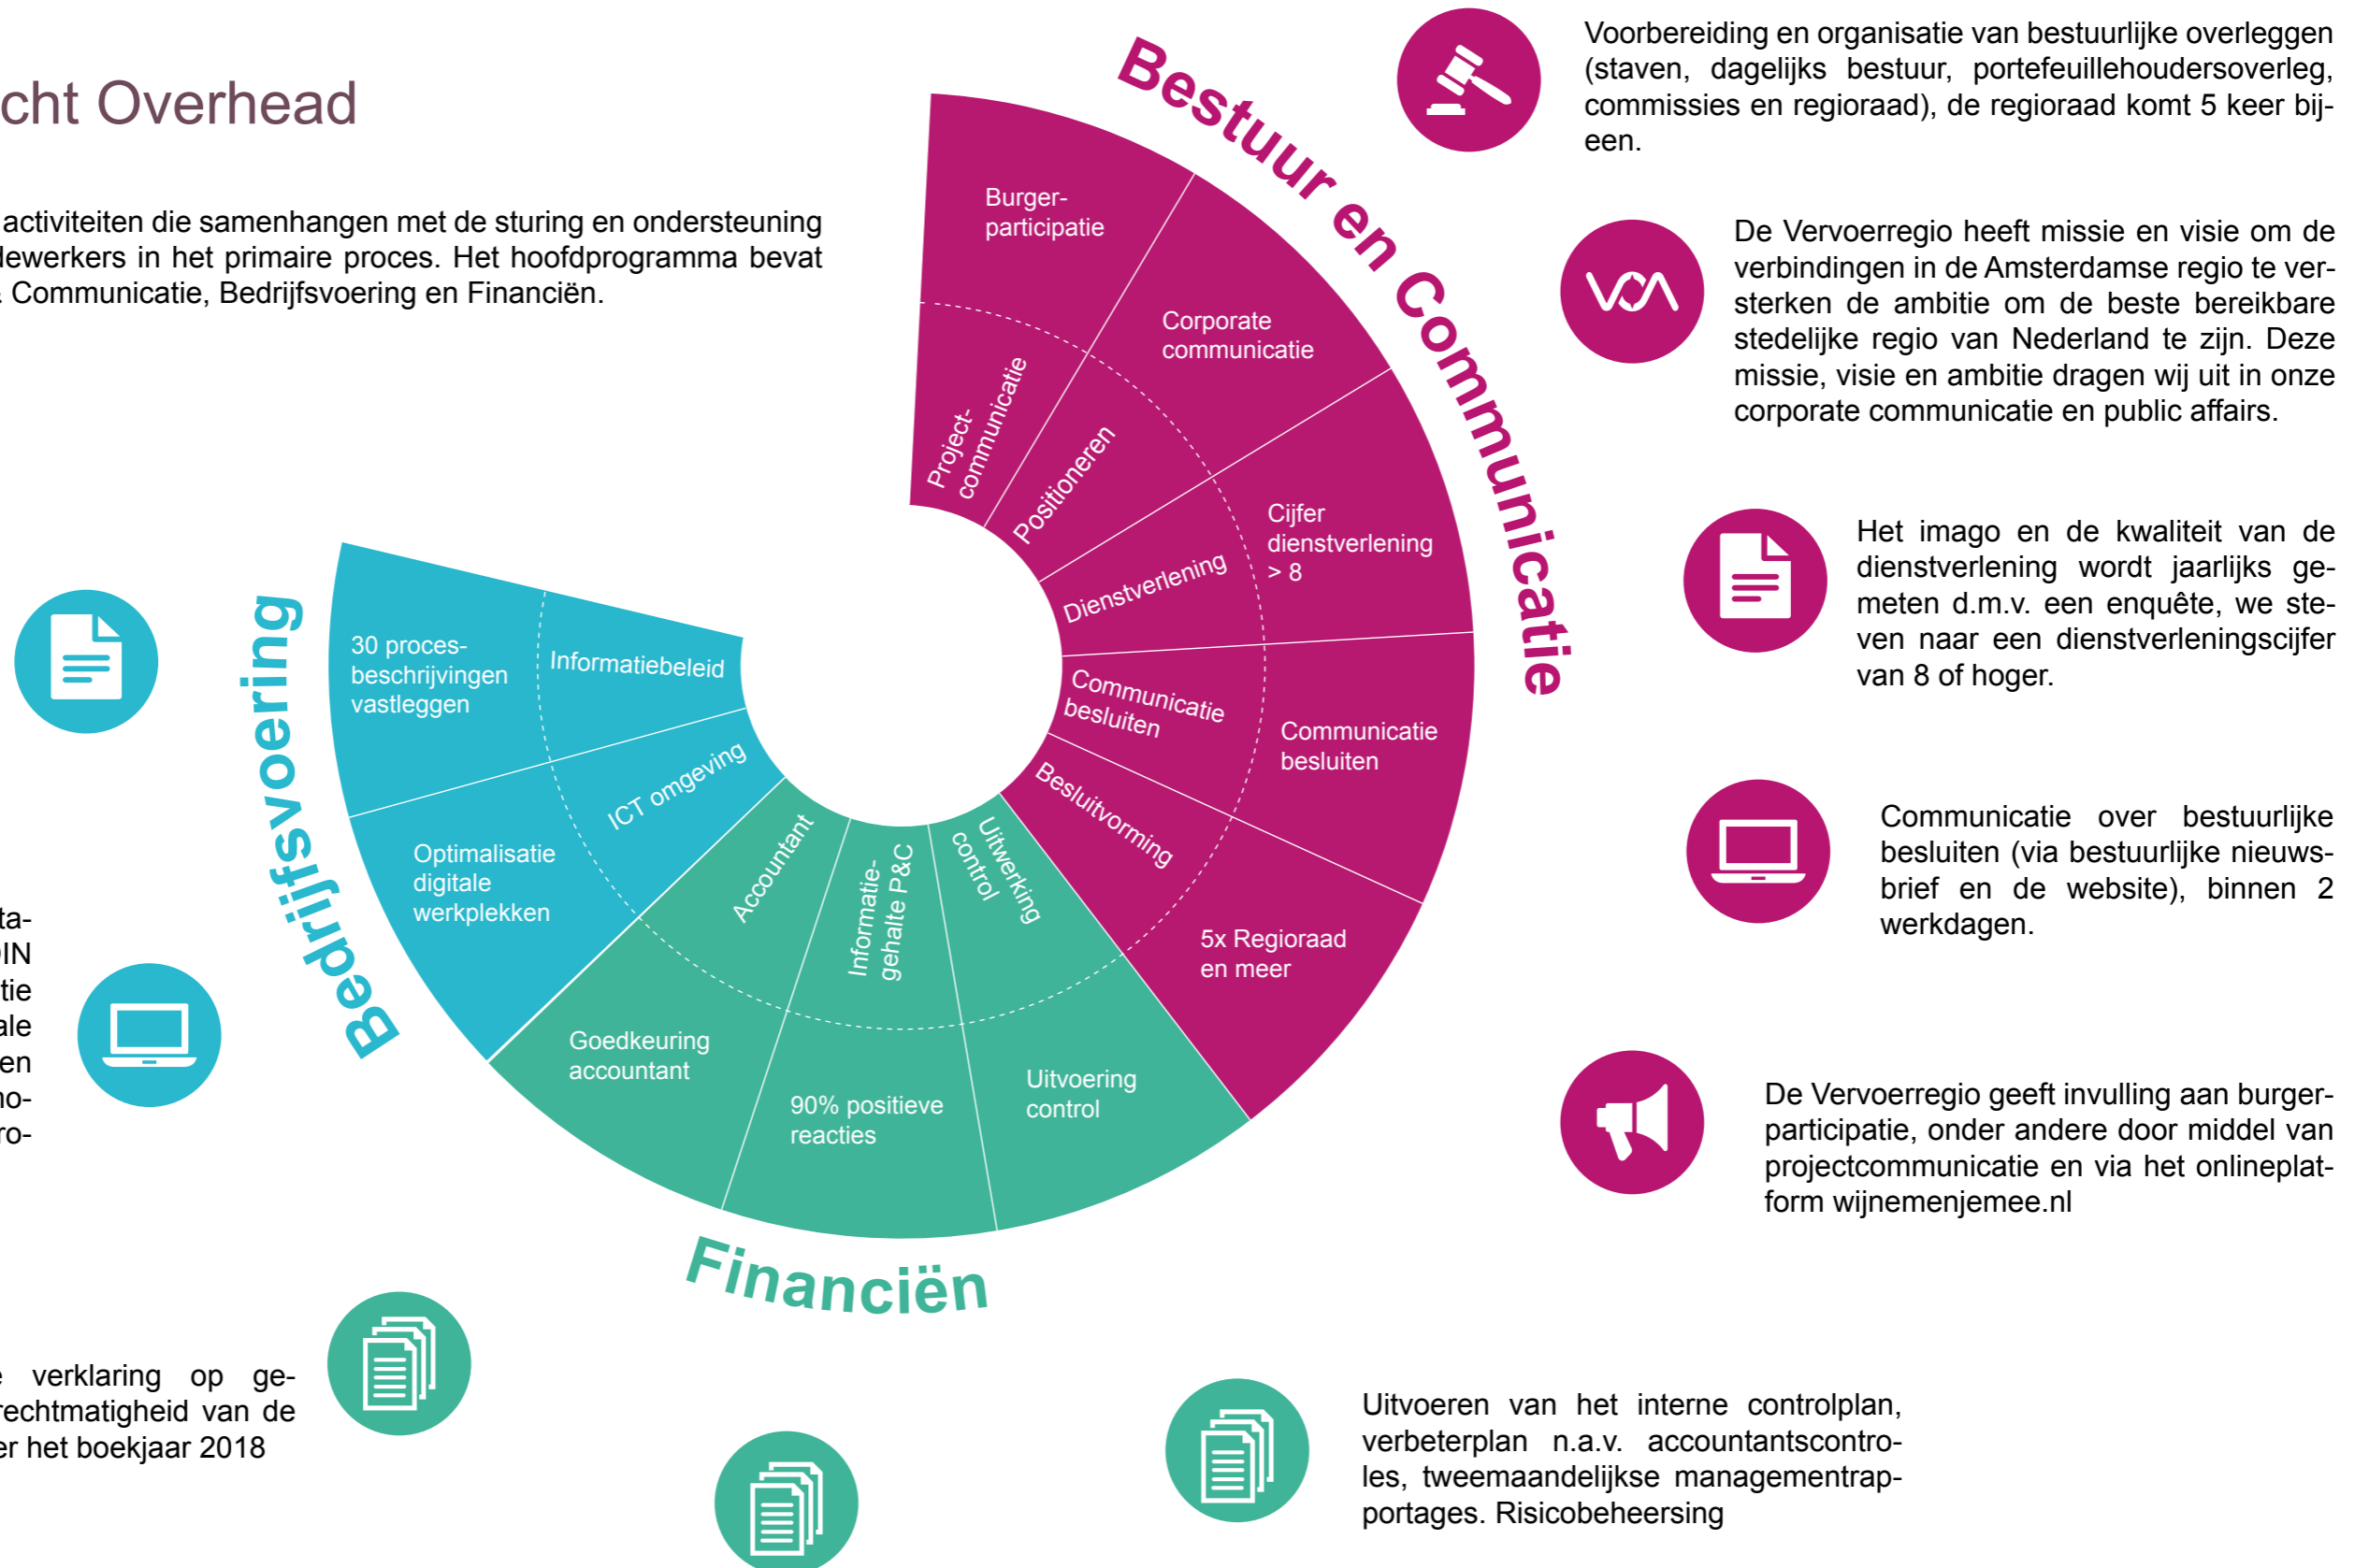 cht Overhead
activiteiten die samenhangen met de sturing en ondersteuning
dewerkers in het primaire proces. Het hoofdprogramma bevat
& Communicatie, Bedrijfsvoering en Financiën.
Bestuur en Communicatie
Burger-
participatie
Project-
communicatie
Corporate
communicatie
Positioneren
Cijfer
dienstverlening
> 8
Dienstverlening
Communicatie
besluiten
Communicatie
besluiten
Besluitvorming
5x Regioraad
en meer
Financiën
Uitwerking
control
Uitvoering
control
Informatie-
gehalte P&C
90% positieve
reacties
Accountant
Goedkeuring
accountant
Bedrijfsvoering
ICT omgeving
Optimalisatie
digitale
werkplekken
Informatiebeleid
30 proces-
beschrijvingen
vastleggen
Voorbereiding en organisatie van bestuurlijke overleggen
(staven, dagelijks bestuur, portefeuillehoudersoverleg,
commissies en regioraad), de regioraad komt 5 keer bij-
een.
VOA
De Vervoerregio heeft missie en visie om de
verbindingen in de Amsterdamse regio te ver-
sterken de ambitie om de beste bereikbare
stedelijke regio van Nederland te zijn. Deze
missie, visie en ambitie dragen wij uit in onze
corporate communicatie en public affairs.
Het imago en de kwaliteit van de
dienstverlening wordt jaarlijks ge-
meten d.m.v. een enquête, we ste-
ven naar een dienstverleningscijfer
van 8 of hoger.
Communicatie over bestuurlijke
besluiten (via bestuurlijke nieuws-
brief en de website), binnen 2
werkdagen.
De Vervoerregio geeft invulling aan burger-
participatie, onder andere door middel van
projectcommunicatie en via het onlineplat-
form wijnemenjemee.nl
Uitvoeren van het interne controlplan,
verbeterplan n.a.v. accountantscontro-
les, tweemaandelijkse managementrap-
portages. Risicobeheersing
ta-
DIN
tie
ale
en
no-
ro-
e verklaring op ge-
rechtmatigheid van de
er het boekjaar 2018